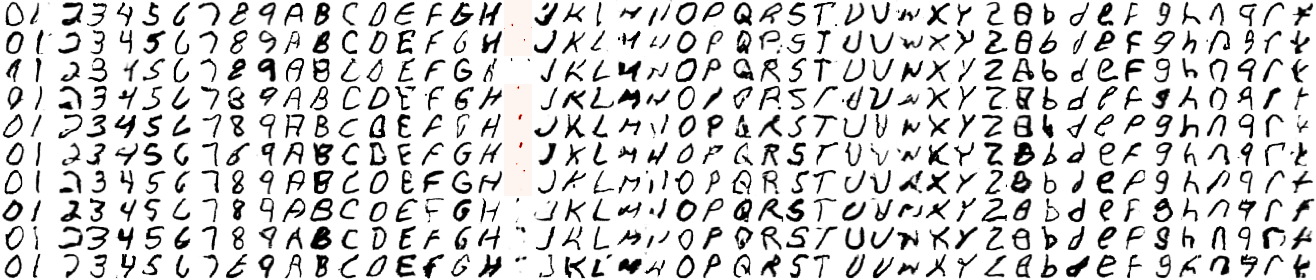 0 1 2 3 4 5 6 7 8 9 A B C D E F G H J K L M N O P Q R S T U V W X Y Z b d e F g h n q r t
0 1 2 3 4 5 6 7 8 9 A B C D E F G H J K L M N O P Q R S T U V W X Y Z b d e F g h n q r t
1 2 3 4 5 6 7 8 9 A B C D E F G H J K L M N O P Q R S T U V W X Y Z b d e F g h n q r t
0 1 2 3 4 5 6 7 8 9 A B C D E F G H J K L M N O P Q R S T U V W X Y Z b d e F g h n q r t
0 1 2 3 4 5 6 7 8 9 A B C D E F G H J K L M N O P Q R S T U V W X Y Z b d e F g h n q r t
0 1 2 3 4 5 6 7 8 9 A B C D E F G H J K L M N O P Q R S T U V W X Y Z b d e F g h n q r t
0 1 2 3 4 5 6 7 8 9 A B C D E F G H J K L M N O P Q R S T U V W X Y Z b d e F g h n q r t
0 1 2 3 4 5 6 7 8 9 A B C D E F G H J K L M N O P Q R S T U V W X Y Z b d e F g h n q r t
0 1 2 3 4 5 6 7 8 9 A B C D E F G H J K L M N O P Q R S T U V W X Y Z b d e F g h n q r t
0 1 2 3 4 5 6 7 8 9 A B C D E F G H J K L M N O P Q R S T U V W X Y Z b d e F g h n q r t